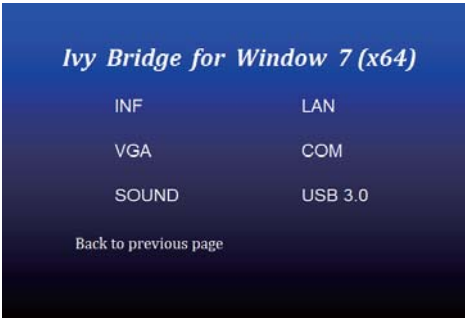 Ivy Bridge for Window 7 (x64)
INF LAN
VGA COM
SOUND USB 3.0
Back to previous page